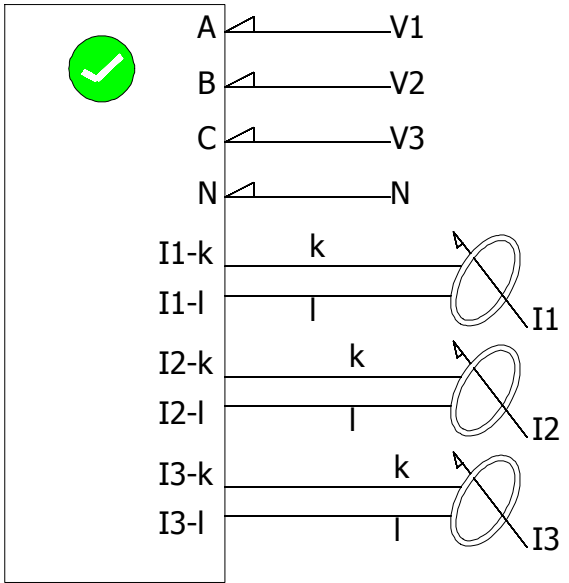 A V1
B V2
C V3
N N
I1-k k
I1-l l
I1
I2-k k
I2-l l
I2
I3-k k
I3-l l
I3